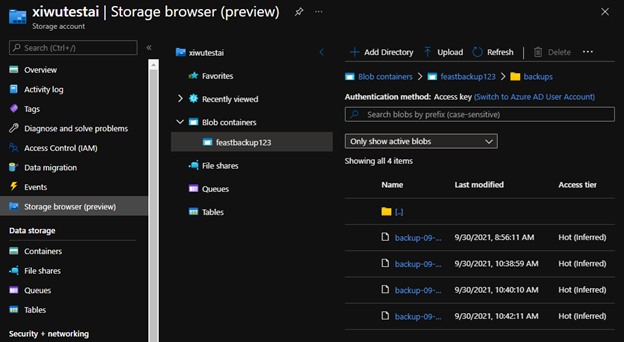 xiwutestai | Storage browser (preview)
Storage account
Search (Ctrl+/)
Overview
Activity log
Tags
Diagnose and solve problems
Access Control (IAM)
Data migration
Events
Storage browser (preview)
Data storage
Containers
File shares
Queues
Tables
Security + networking
xiwutestai
Favorites
Recently viewed
Blob containers
feastbackup123
File shares
Queues
Tables
Add Directory Upload Refresh Delete
Blob containers > feastbackup123 > backups
Authentication method: Access key (Switch to Azure AD User Account)
Search blobs by prefix (case-sensitive)
Only show active blobs
Showing all 4 items
Name Last modified Access tier
[..]
backup-09-... 9/30/2021, 8:56:11 AM Hot (Inferred)
backup-09-... 9/30/2021, 10:38:59 AM Hot (Inferred)
backup-09-... 9/30/2021, 10:40:10 AM Hot (Inferred)
backup-09-... 9/30/2021, 10:42:11 AM Hot (Inferred)